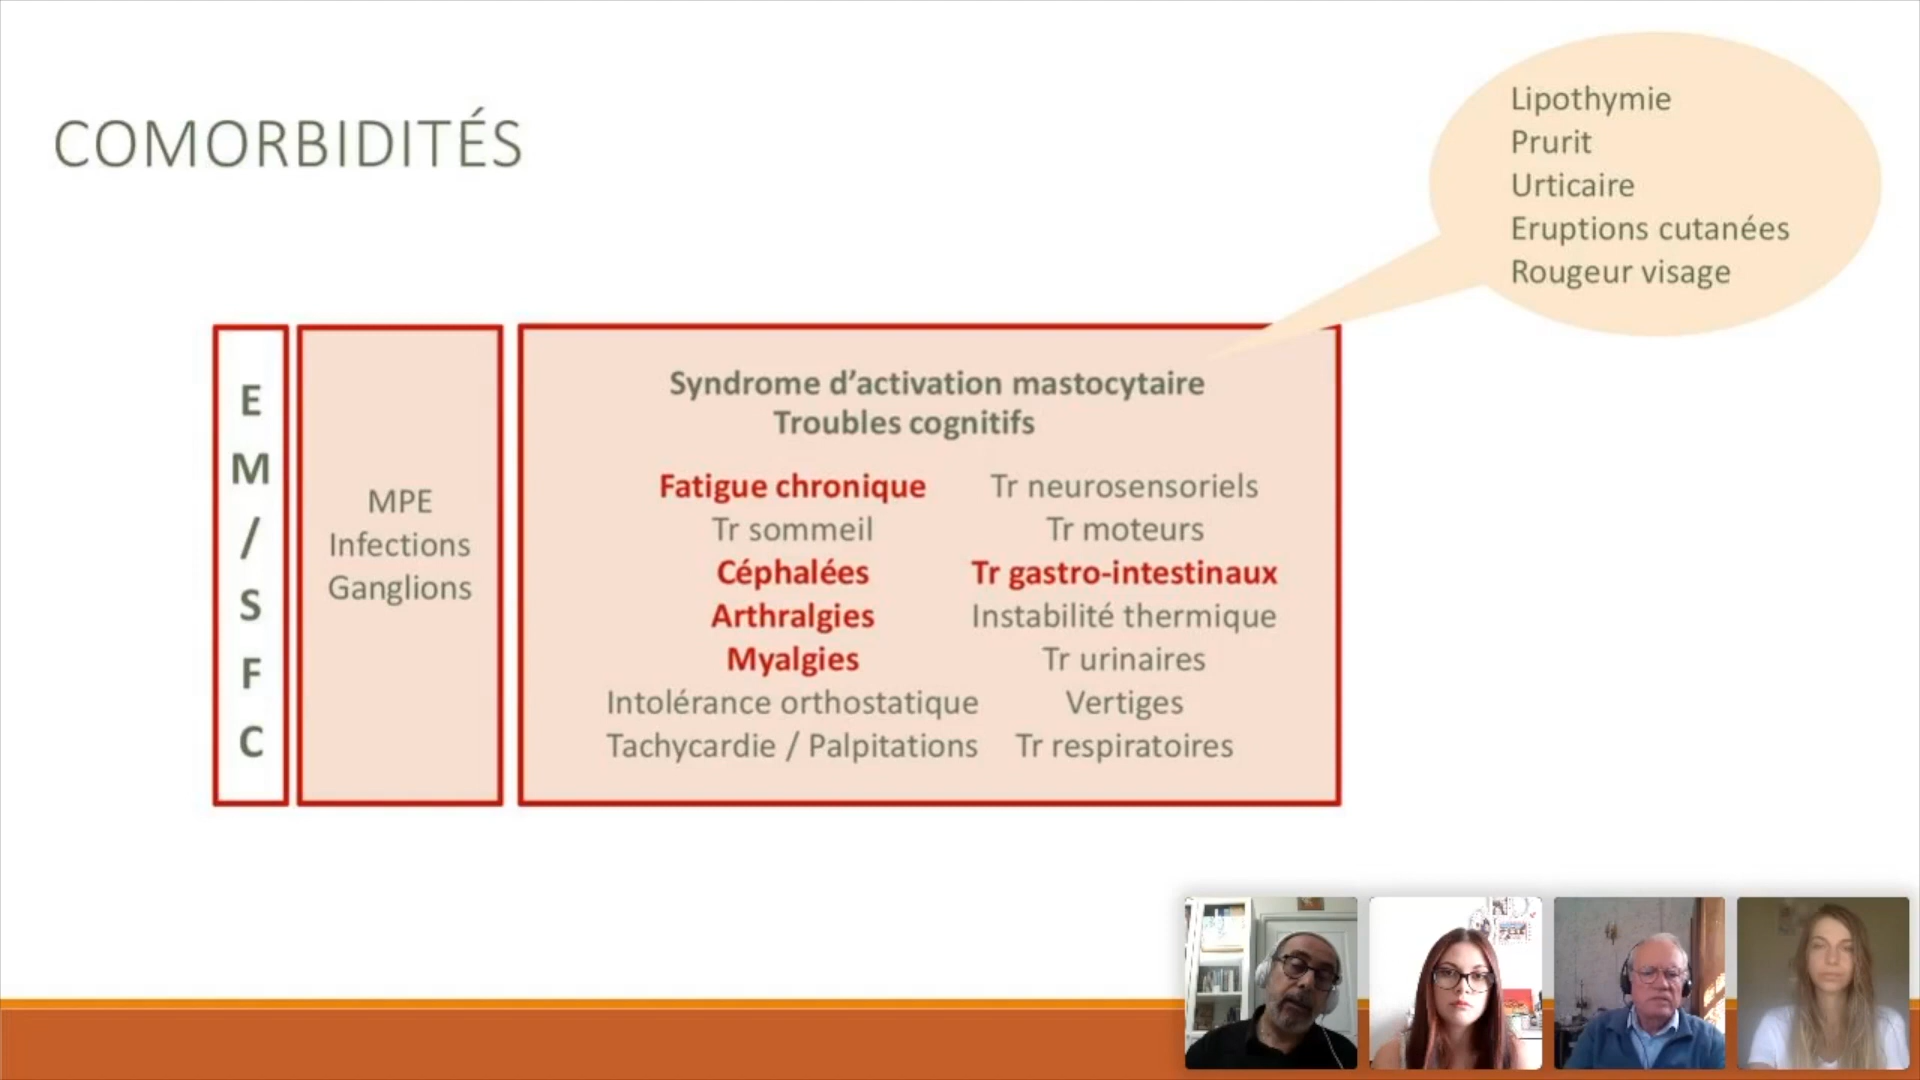 COMORBIDITÉS
Lipothymie
Prurit
Urticaire
Eruptions cutanées
Rougeur visage
E
M
/
S
F
C
MPE
Infections
Ganglions
Syndrome d’activation mastocytaire
Troubles cognitifs
Fatigue chronique
Tr sommeil
Céphalées
Arthralgies
Myalgies
Intolérance orthostatique
Tachycardie / Palpitations
Tr neurosensoriels
Tr moteurs
Tr gastro-intestinaux
Instabilité thermique
Tr urinaires
Vertiges
Tr respiratoires